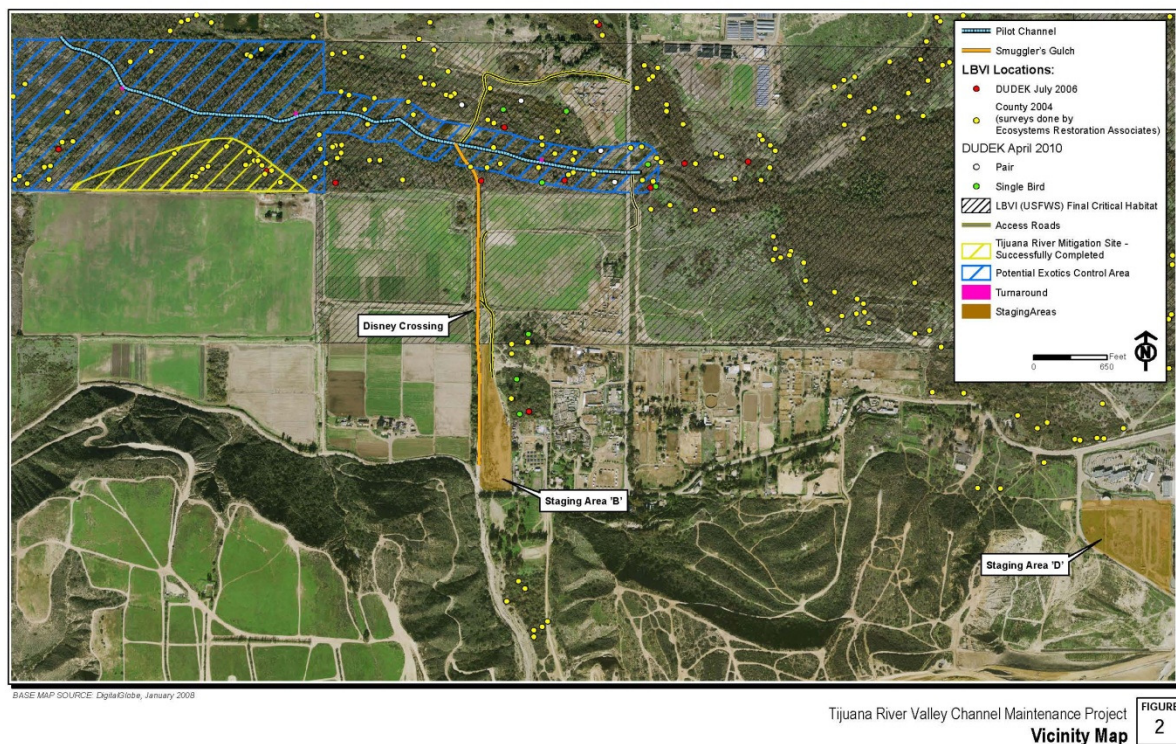 Pilot Channel
Smuggler's Gulch
LBVI Locations:
DUDEK July 2006
County 2004
(surveys done by
Ecosystems Restoration Associates)
DUDEK April 2010
Pair
Single Bird
LBVI (USFWS) Final Critical Habitat
Access Roads
Tijuana River Mitigation Site -
Successfully Completed
Potential Exotics Control Area
Turnaround
StagingAreas
N
Feet
0 650
Disney Crossing
Staging Area 'B'
Staging Area 'D'
BASE MAP SOURCE: DigitalGlobe, January 2008
Tijuana River Valley Channel Maintenance Project
Vicinity Map
FIGURE
2